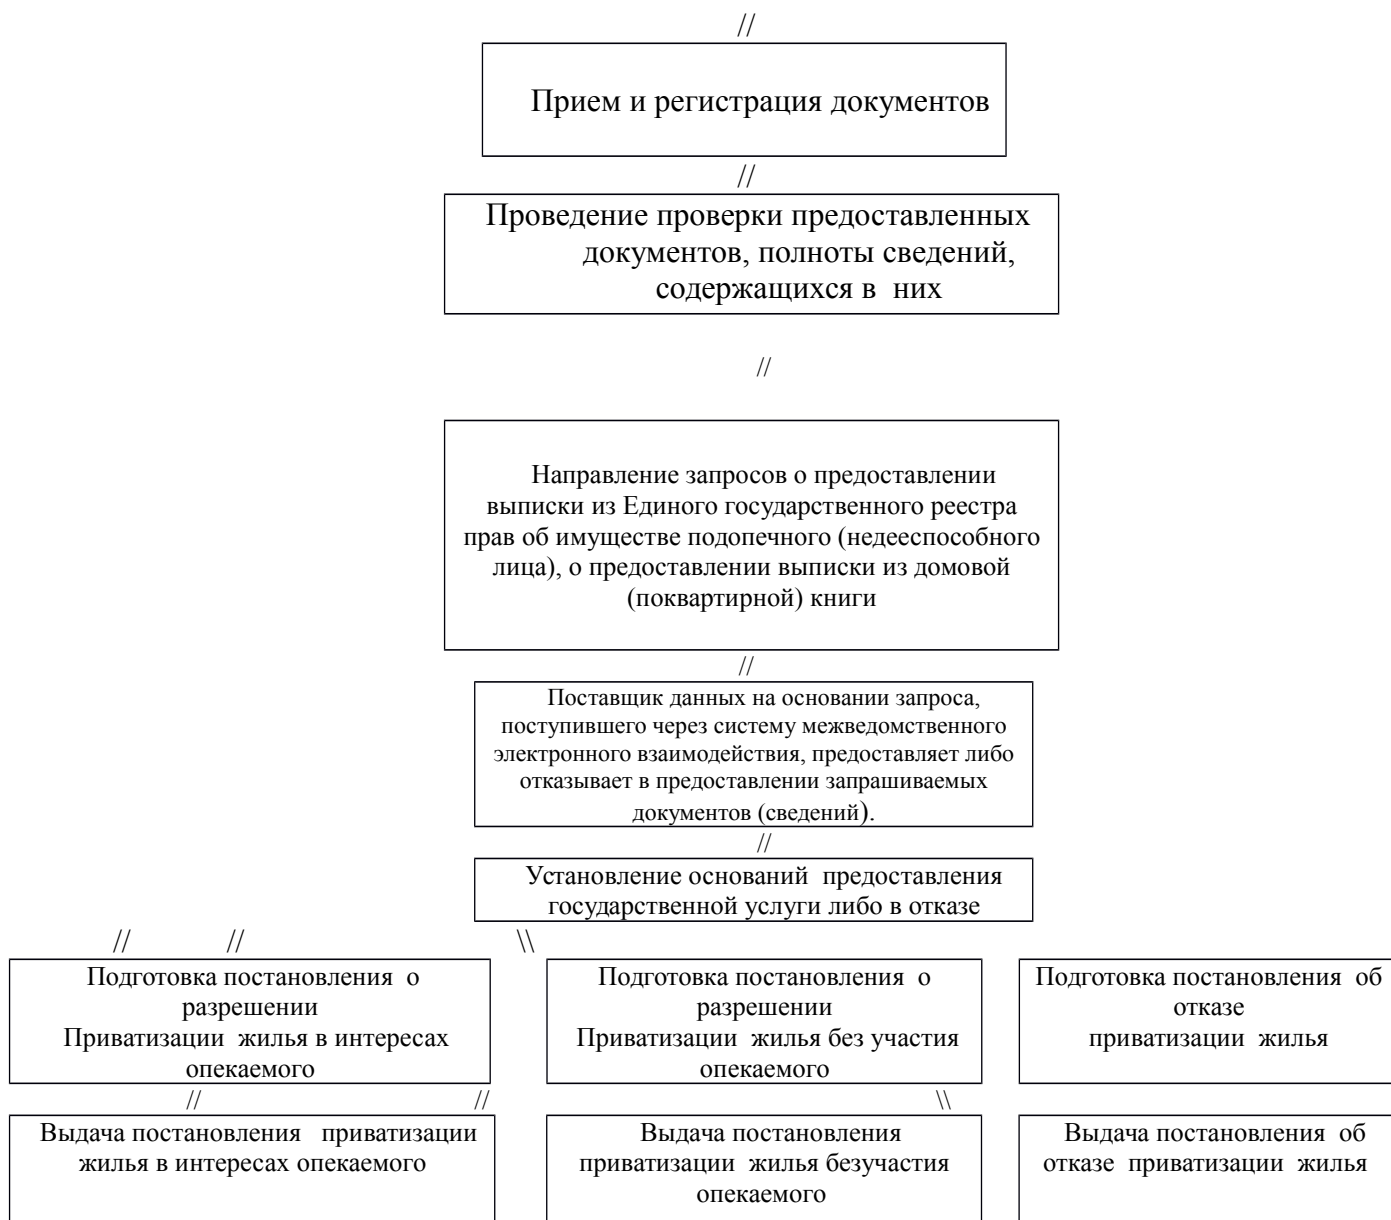 //
Прием и регистрация документов
//
Проведение проверки предоставленных
документов, полноты сведений,
содержащихся в них
//
Направление запросов о предоставлении
выписки из Единого государственного реестра
прав об имуществе подопечного (недееспособного
лица), о предоставлении выписки из домовой
(поквартирной) книги
//
Поставщик данных на основании запроса,
поступившего через систему межведомственного
электронного взаимодействия, предоставляет либо
отказывает в предоставлении запрашиваемых
документов (сведений).
//
Установление оснований предоставления
государственной услуги либо в отказе
// // \\
Подготовка постановления о
разрешении
Приватизации жилья в интересах
опекаемого
Подготовка постановления о
разрешении
Приватизации жилья без участия
опекаемого
Подготовка постановления об
отказе
приватизации жилья
// // \\
Выдача постановления приватизации
жилья в интересах опекаемого
Выдача постановления
приватизации жилья безучастия
опекаемого
Выдача постановления об
отказе приватизации жилья